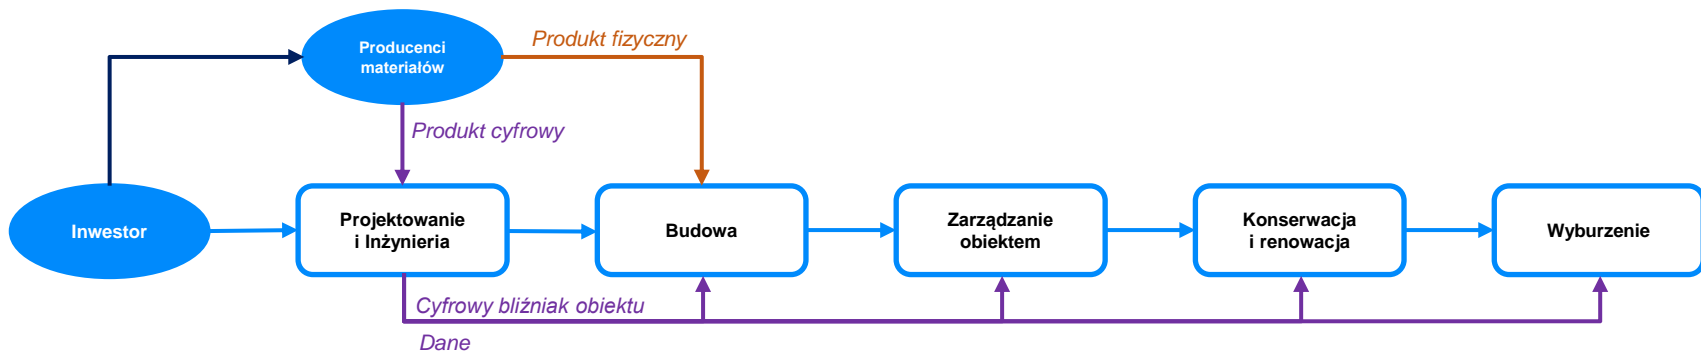 Producenci
materiałów
Produkt fizyczny
Produkt cyfrowy
Inwestor
Projektowanie
i Inżynieria
Budowa
Zarządzanie
obiektem
Konserwacja
i renowacja
Wyburzenie
Cyfrowy bliźniak obiektu
Dane